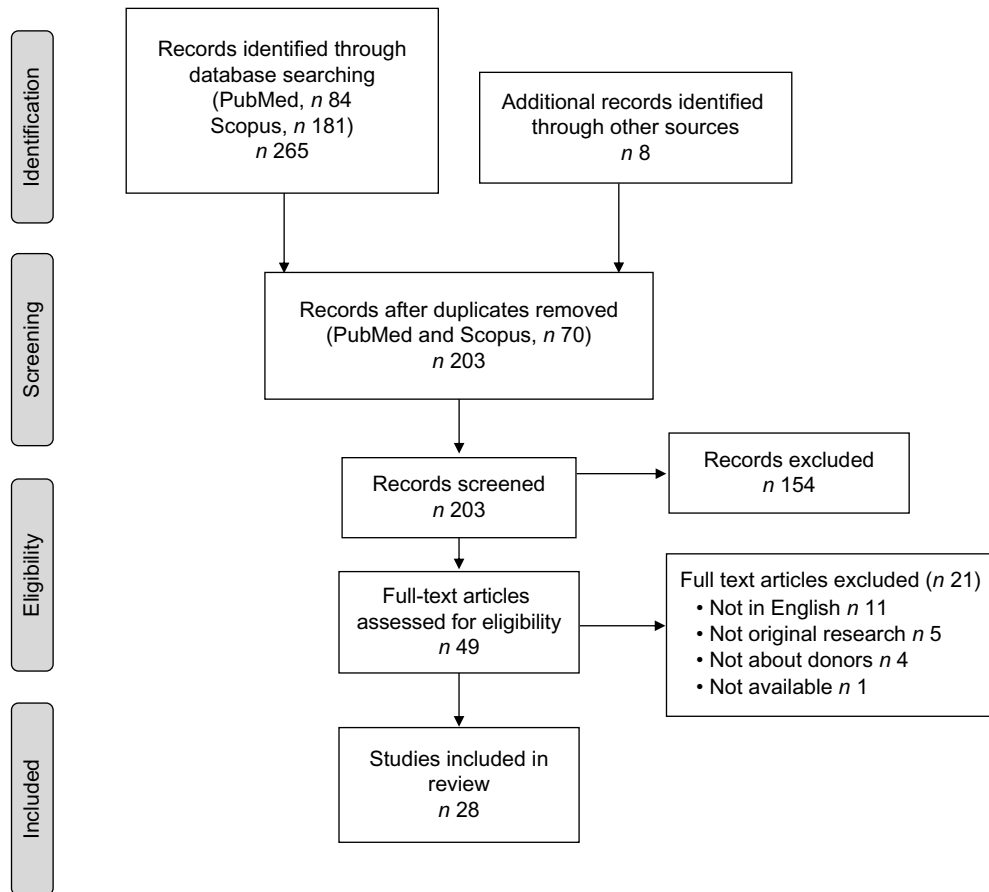 Identification
Records identified through
database searching
(PubMed, n 84
Scopus, n 181)
n 265
Additional records identified
through other sources
n 8
Screening
Records after duplicates removed
(PubMed and Scopus, n 70)
n 203
Records screened
n 203
Records excluded
n 154
Eligibility
Full-text articles
assessed for eligibility
n 49
Full text articles excluded (n 21)
• Not in English n 11
• Not original research n 5
• Not about donors n 4
• Not available n 1
Included
Studies included in
review
n 28